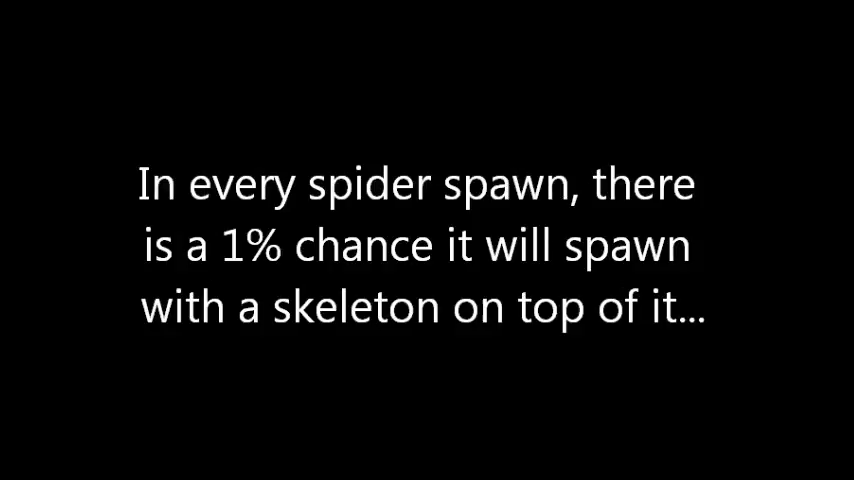 In every spider spawn, there
is a 1% chance it will spawn
with a skeleton on top of it...